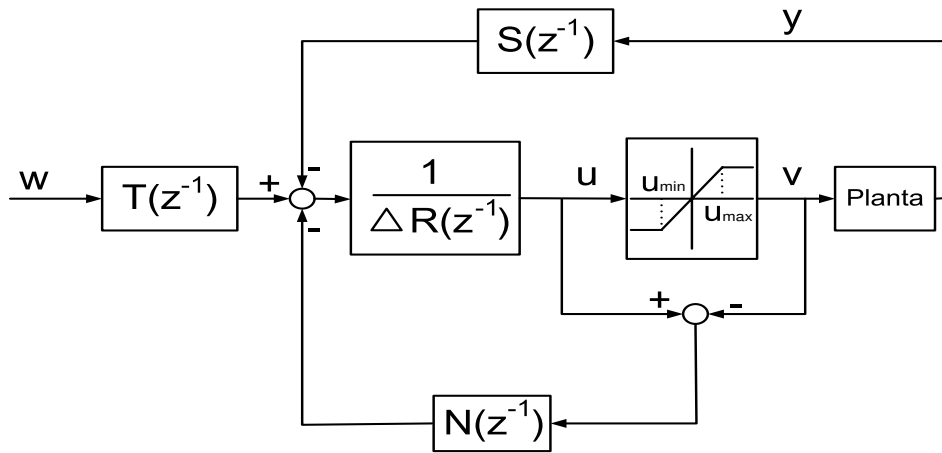 S(z⁻¹)
y
w
T(z⁻¹)
+
-
-
1
△ R(z⁻¹)
u
umin
umax
v
Planta
+
-
N(z⁻¹)